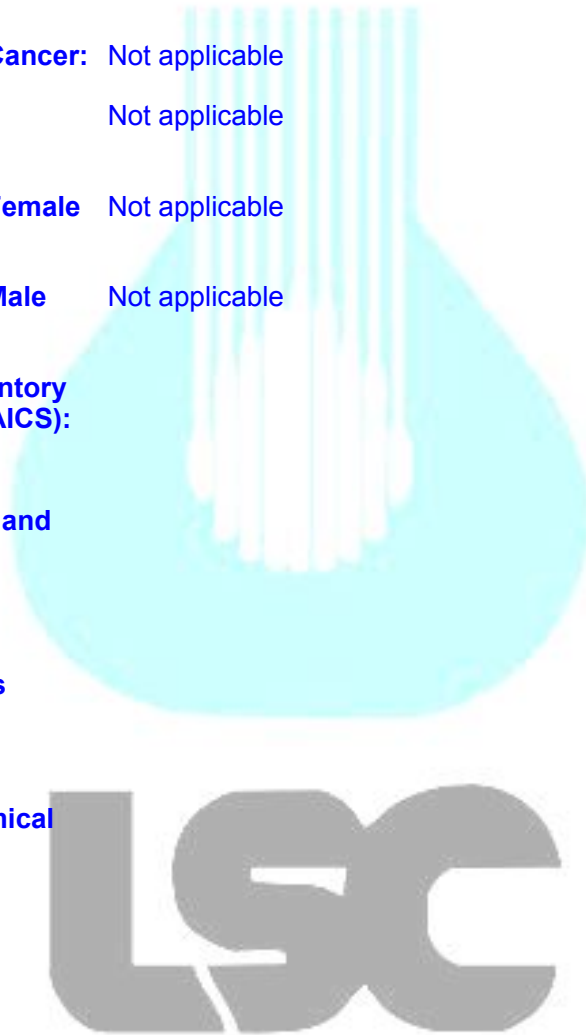 Cancer: Not applicable
Not applicable
Female Not applicable
Male Not applicable
ntory
AICS):
and
s
nical
LSC